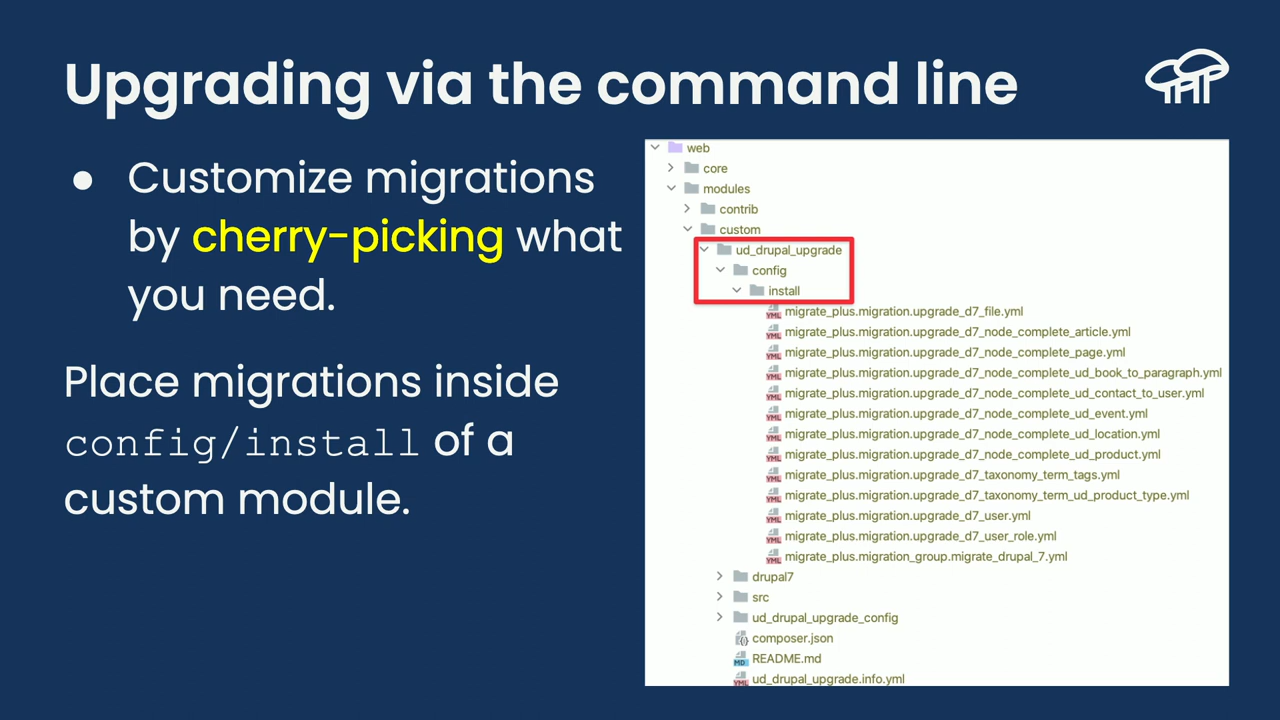 Upgrading via the command line
● Customize migrations
by cherry-picking what
you need.
Place migrations inside
config/install of a
custom module.
web
core
modules
contrib
custom
ud_drupal_upgrade
config
install
migrate_plus.migration.upgrade_d7_file.yml
migrate_plus.migration.upgrade_d7_node_complete_article.yml
migrate_plus.migration.upgrade_d7_node_complete_page.yml
migrate_plus.migration.upgrade_d7_node_complete_ud_book_to_paragraph.yml
migrate_plus.migration.upgrade_d7_node_complete_ud_contact_to_user.yml
migrate_plus.migration.upgrade_d7_node_complete_ud_event.yml
migrate_plus.migration.upgrade_d7_node_complete_ud_location.yml
migrate_plus.migration.upgrade_d7_node_complete_ud_product.yml
migrate_plus.migration.upgrade_d7_taxonomy_term_tags.yml
migrate_plus.migration.upgrade_d7_taxonomy_term_ud_product_type.yml
migrate_plus.migration.upgrade_d7_user.yml
migrate_plus.migration.upgrade_d7_user_role.yml
migrate_plus.migration_group.migrate_drupal_7.yml
drupal7
src
ud_drupal_upgrade_config
composer.json
README.md
ud_drupal_upgrade.info.yml